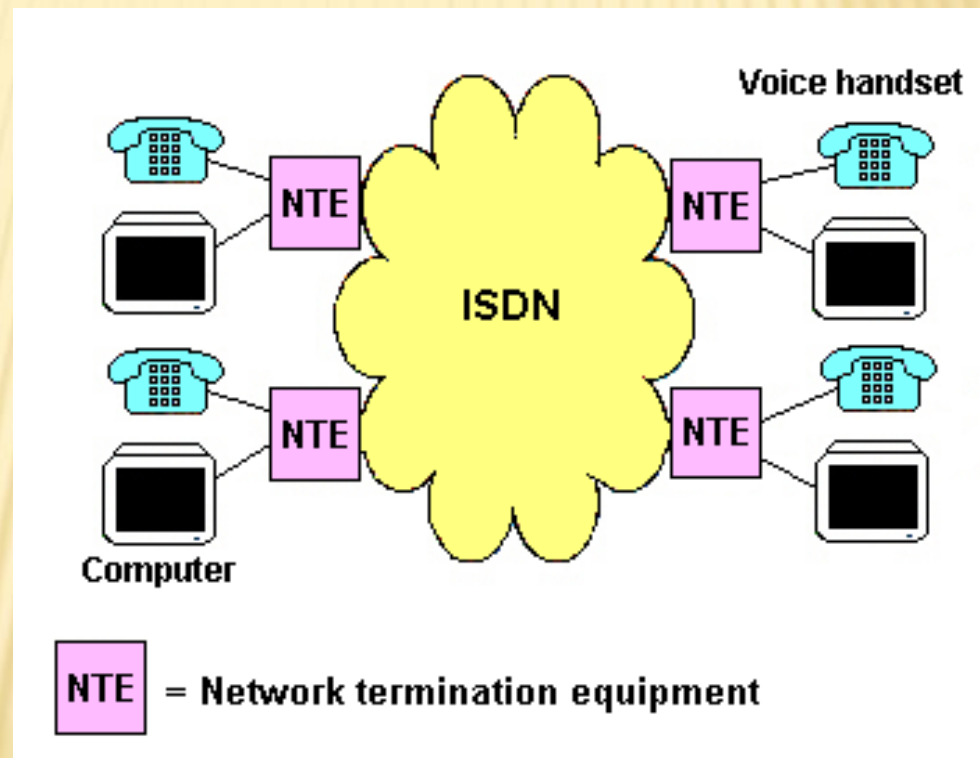 Voice handset
NTE
NTE
ISDN
NTE
NTE
Computer
NTE = Network termination equipment